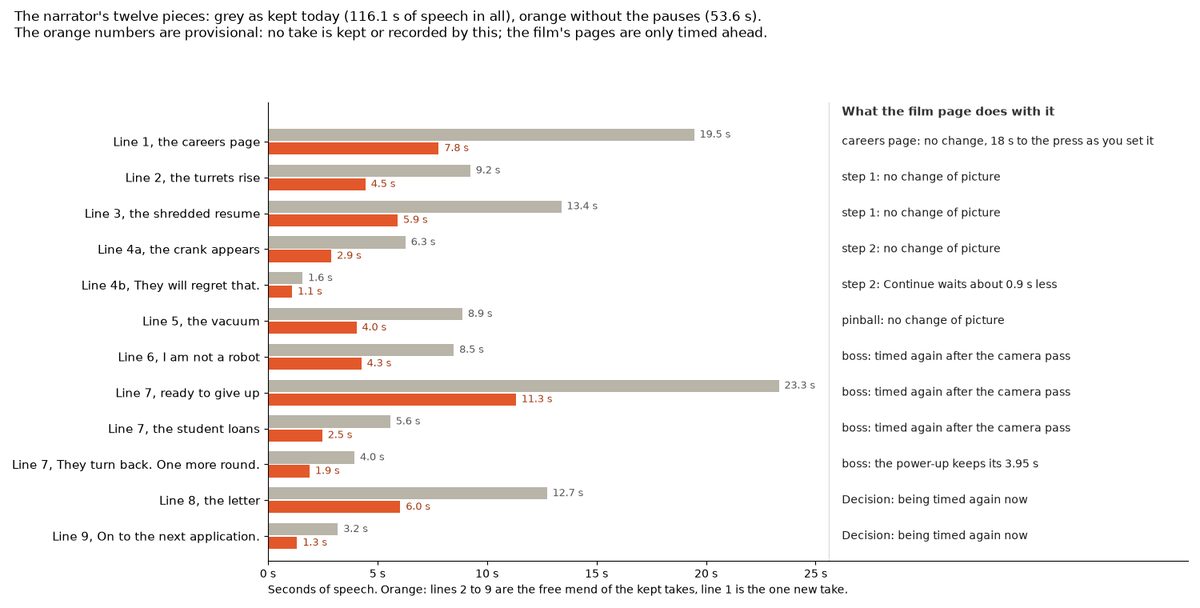 The narrator's twelve pieces: grey as kept today (116.1 s of speech in all), orange without the pauses (53.6 s).
The orange numbers are provisional: no take is kept or recorded by this; the film's pages are only timed ahead.
What the film page does with it
Line 1, the careers page
19.5 s
7.8 s
careers page: no change, 18 s to the press as you set it
Line 2, the turrets rise
9.2 s
4.5 s
step 1: no change of picture
Line 3, the shredded resume
13.4 s
5.9 s
step 1: no change of picture
Line 4a, the crank appears
6.3 s
2.9 s
step 2: no change of picture
Line 4b, They will regret that.
1.6 s
1.1 s
step 2: Continue waits about 0.9 s less
Line 5, the vacuum
8.9 s
4.0 s
pinball: no change of picture
Line 6, I am not a robot
8.5 s
4.3 s
boss: timed again after the camera pass
Line 7, ready to give up
23.3 s
11.3 s
boss: timed again after the camera pass
Line 7, the student loans
5.6 s
2.5 s
boss: timed again after the camera pass
Line 7, They turn back. One more round.
4.0 s
1.9 s
boss: the power-up keeps its 3.95 s
Line 8, the letter
12.7 s
6.0 s
Decision: being timed again now
Line 9, On to the next application.
3.2 s
1.3 s
Decision: being timed again now
0 s 5 s 10 s 15 s 20 s 25 s
Seconds of speech. Orange: lines 2 to 9 are the free mend of the kept takes, line 1 is the one new take.